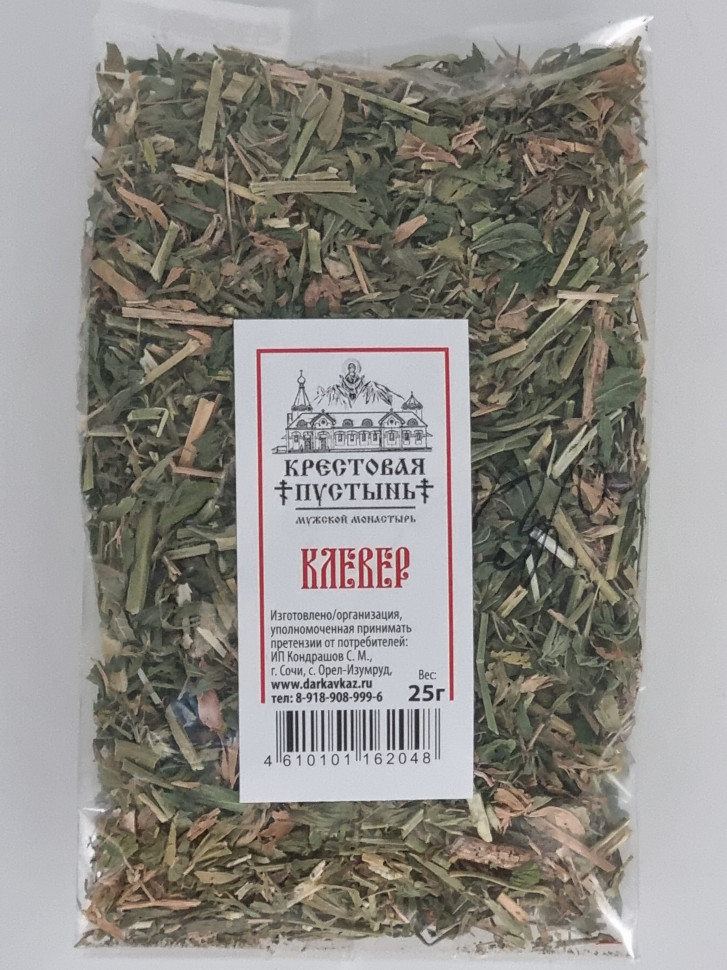 КРЕСТОВАЯ
ПУСТЫНЬ
МУЖСКОЙ МОНАСТЫРЬ
КЛЕВЕР
Изготовлено/организация,
уполномоченная принимать
претензии от потребителей:
ИП Кондрашов С. М.,
г. Сочи, с. Орел-Изумруд,
www.darkavkaz.ru
тел: 8-918-908-999-6
Вес:
25г
4 610101 162048